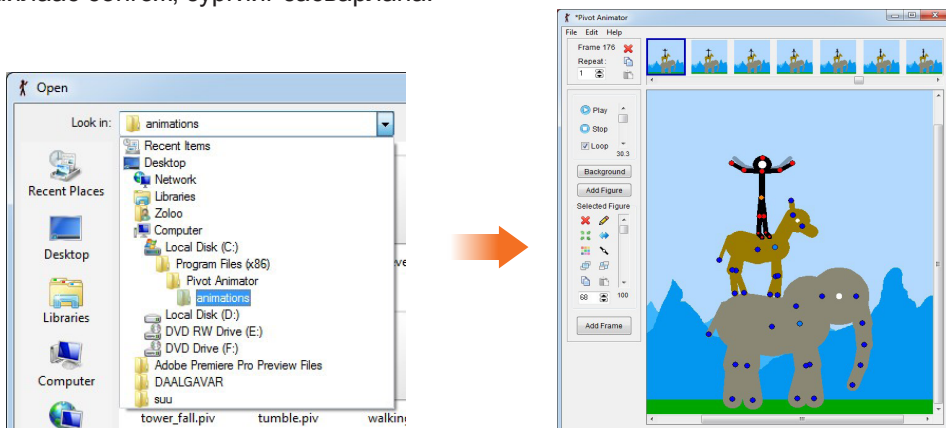 Open
Look in:
animations
Recent Items
Desktop
Network
Libraries
Zoloo
Computer
Local Disk (C:)
Program Files (x86)
Pivot Animator
animations
Local Disk (D:)
DVD RW Drive (E:)
DVD Drive (F:)
Adobe Premiere Pro Preview Files
DAALGAVAR
suu
Recent Places
Desktop
Libraries
Computer
tower_fall.piv
tumble.piv
*Pivot Animator
File Edit Help
Frame 176
Repeat:
1
Play
Stop
Loop
30.3
Background
Add Figure
Selected Figure
68
100
Add Frame